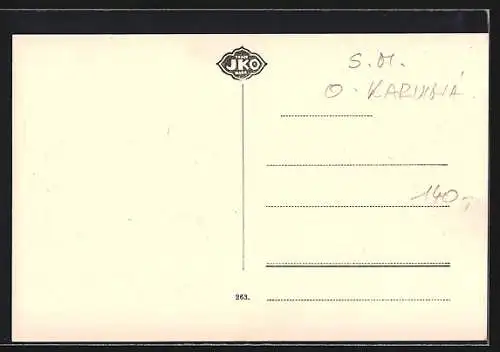 JKO
S.M.
O-KARVINÁ
140,-
263.